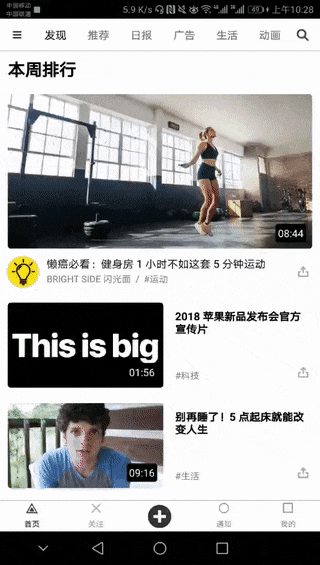 中国移动
中国联通
5.9 K/s
49
上午10:28
发现 推荐 日报 广告 生活 动画
本周排行
08:44
懒癌必看：健身房 1 小时不如这套 5 分钟运动
BRIGHT SIDE 闪光面 / #运动
This is big
01:56
2018 苹果新品发布会官方
宣传片
#科技
09:16
别再睡了！5 点起床就能改
变人生
#生活
首页 关注 通知 我的